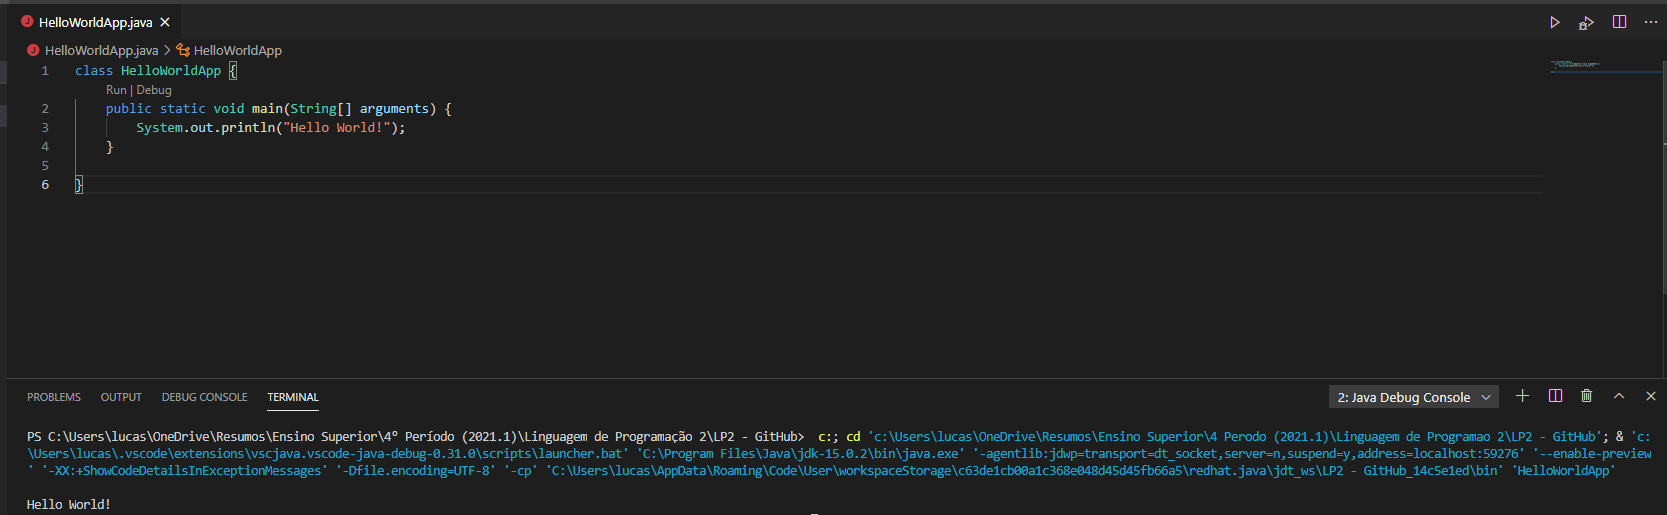 HelloWorldApp.java
HelloWorldApp.java > HelloWorldApp
1 class HelloWorldApp {
Run | Debug
2 public static void main(String[] arguments) {
3 System.out.println("Hello World!");
4 }
5
6 }
PROBLEMS OUTPUT DEBUG CONSOLE TERMINAL 2: Java Debug Console
PS C:\Users\lucas\OneDrive\Resumos\Ensino Superior\4º Período (2021.1)\Linguagem de Programação 2\LP2 - GitHub>  c:; cd 'c:\Users\lucas\OneDrive\Resumos\Ensino Superior\4 Perodo (2021.1)\Linguagem de Programao 2\LP2 - GitHub'; & 'c:
\Users\lucas\.vscode\extensions\vscjava.vscode-java-debug-0.31.0\scripts\launcher.bat' 'C:\Program Files\Java\jdk-15.0.2\bin\java.exe' '-agentlib:jdwp=transport=dt_socket,server=n,suspend=y,address=localhost:59276' '--enable-preview
' '-XX:+ShowCodeDetailsInExceptionMessages' '-Dfile.encoding=UTF-8' '-cp' 'C:\Users\lucas\AppData\Roaming\Code\User\workspaceStorage\c63de1cb00a1c368e048d45d45fb66a5\redhat.java\jdt_ws\LP2 - GitHub_14c5e1ed\bin' 'HelloWorldApp'
Hello World!